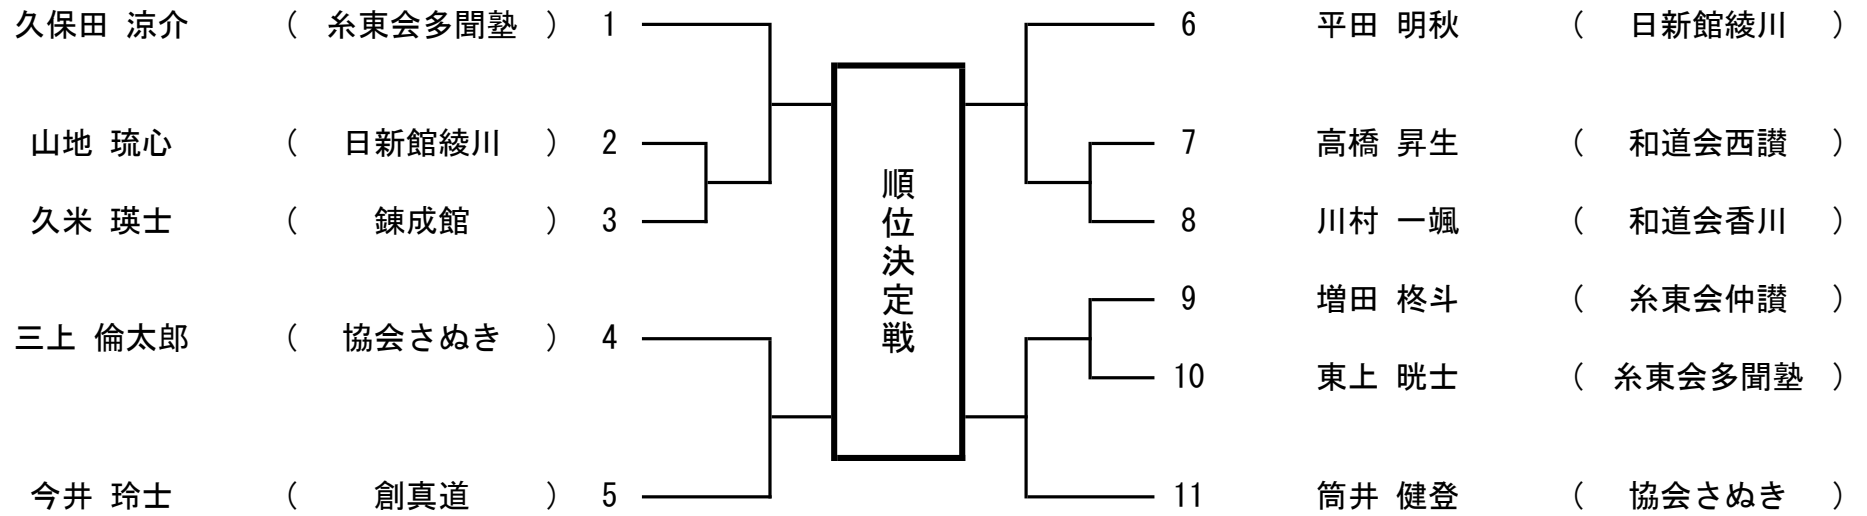 久保田 涼介 （ 糸東会多聞塾 ） 1
山地 琉心 （ 日新館綾川 ） 2
久米 瑛士 （ 錬成館 ） 3
三上 倫太郎 （ 協会さぬき ） 4
今井 玲士 （ 創真道 ） 5
順位決定戦
6 平田 明秋 （ 日新館綾川 ）
7 高橋 昇生 （ 和道会西讃 ）
8 川村 一颯 （ 和道会香川 ）
9 増田 柊斗 （ 糸東会仲讃 ）
10 東上 晄士 （ 糸東会多聞塾 ）
11 筒井 健登 （ 協会さぬき ）